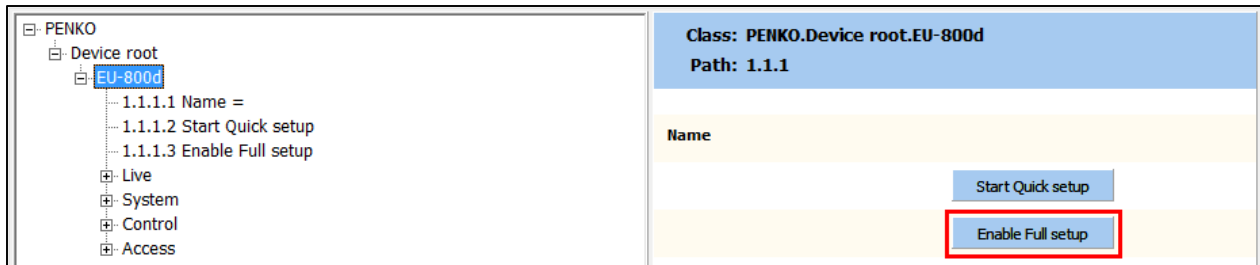 PENKO
Device root
EU-800d
1.1.1.1 Name =
1.1.1.2 Start Quick setup
1.1.1.3 Enable Full setup
Live
System
Control
Access
Class: PENKO.Device root.EU-800d
Path: 1.1.1
Name
Start Quick setup
Enable Full setup